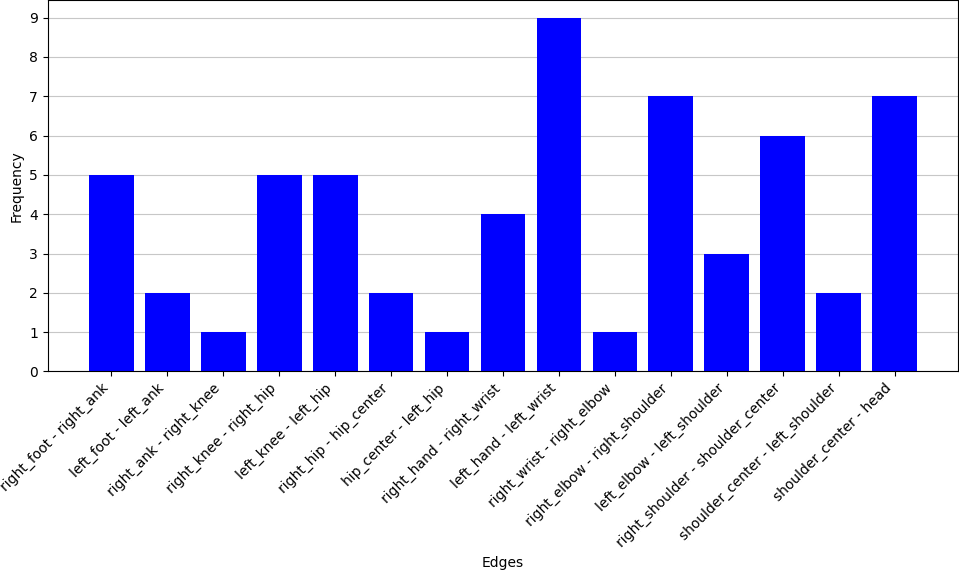 9
8
7
6
5
4
3
2
1
0
Frequency
right_foot - right_ank
left_foot - left_ank
right_ank - right_knee
right_knee - right_hip
left_knee - left_hip
right_hip - hip_center
hip_center - left_hip
right_hand - right_wrist
left_hand - left_wrist
right_wrist - right_elbow
right_elbow - right_shoulder
left_elbow - left_shoulder
right_shoulder - shoulder_center
shoulder_center - left_shoulder
shoulder_center - head
Edges